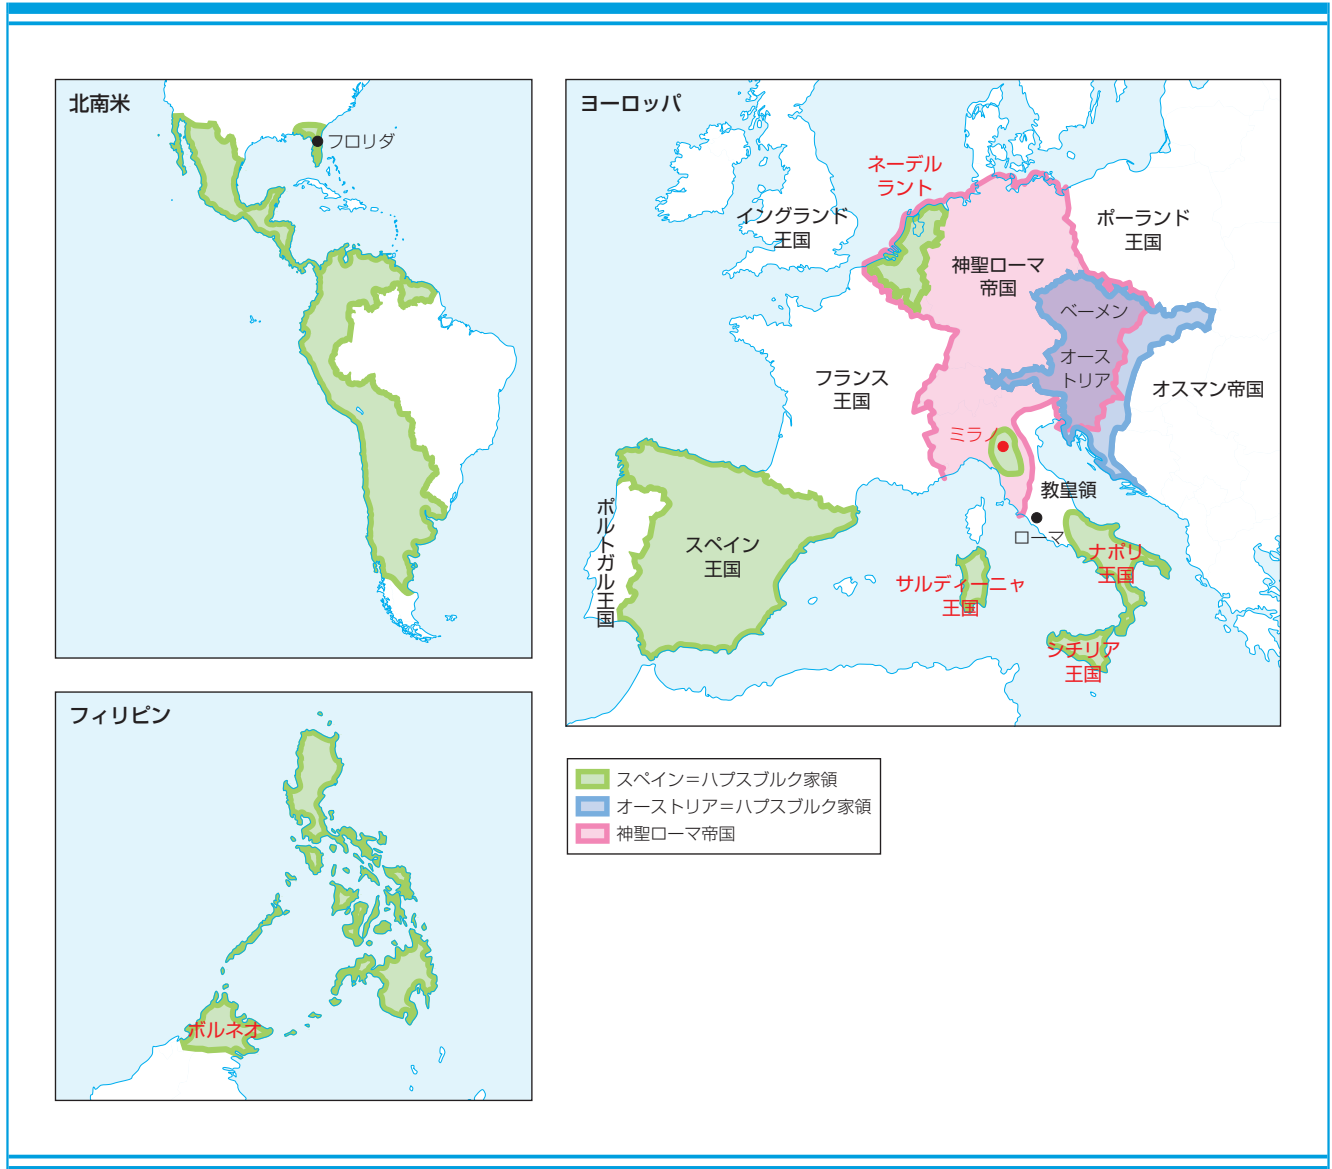 北南米
フロリダ
ヨーロッパ
ネーデル
ラント
イングランド
王国
ポーランド
王国
神聖ローマ
帝国
ベーメン
オース
トリア
フランス
王国
オスマン帝国
ミラノ
教皇領
ローマ
ポルトガル王国
スペイン
王国
ナポリ
王国
サルディーニャ
王国
シチリア
王国
フィリピン
ボルネオ
スペイン＝ハプスブルク家領
オーストリア＝ハプスブルク家領
神聖ローマ帝国